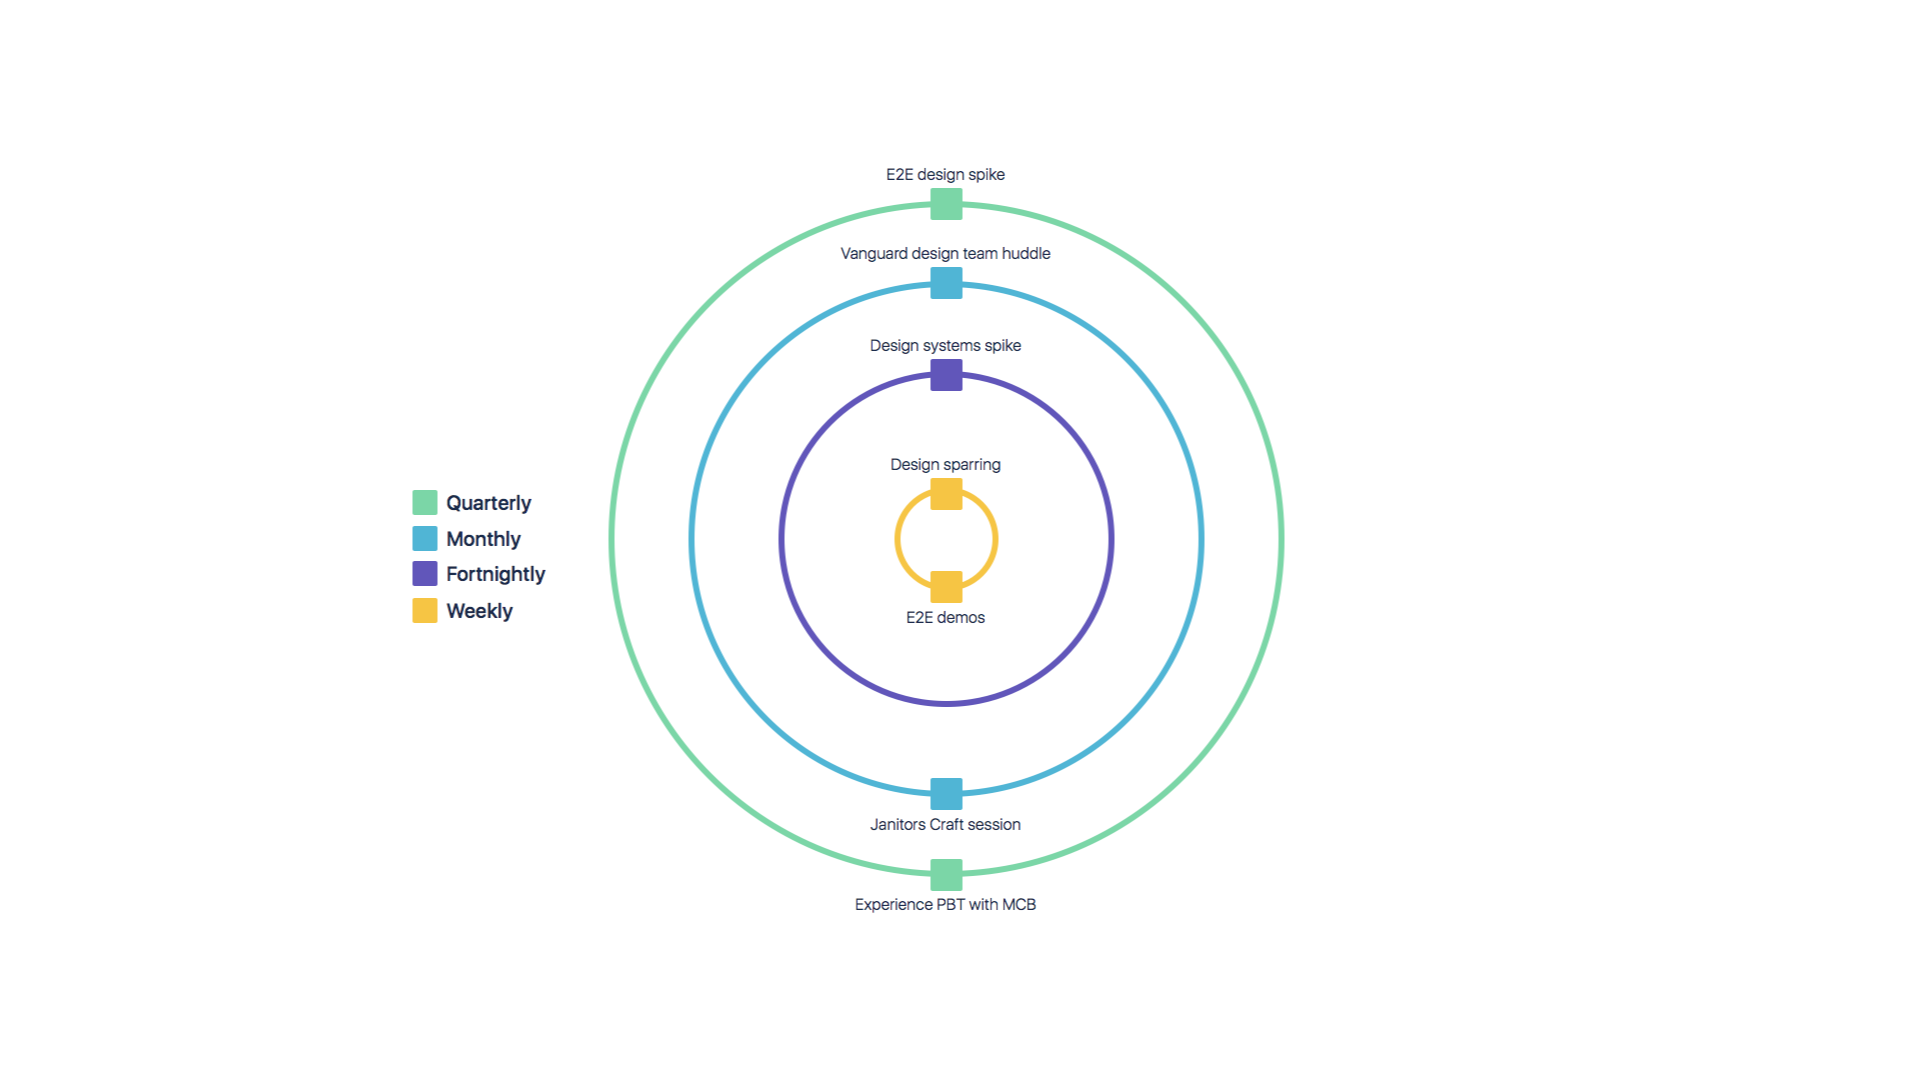 E2E design spike
Vanguard design team huddle
Design systems spike
Design sparring
Quarterly
Monthly
Fortnightly
Weekly
E2E demos
Janitors Craft session
Experience PBT with MCB